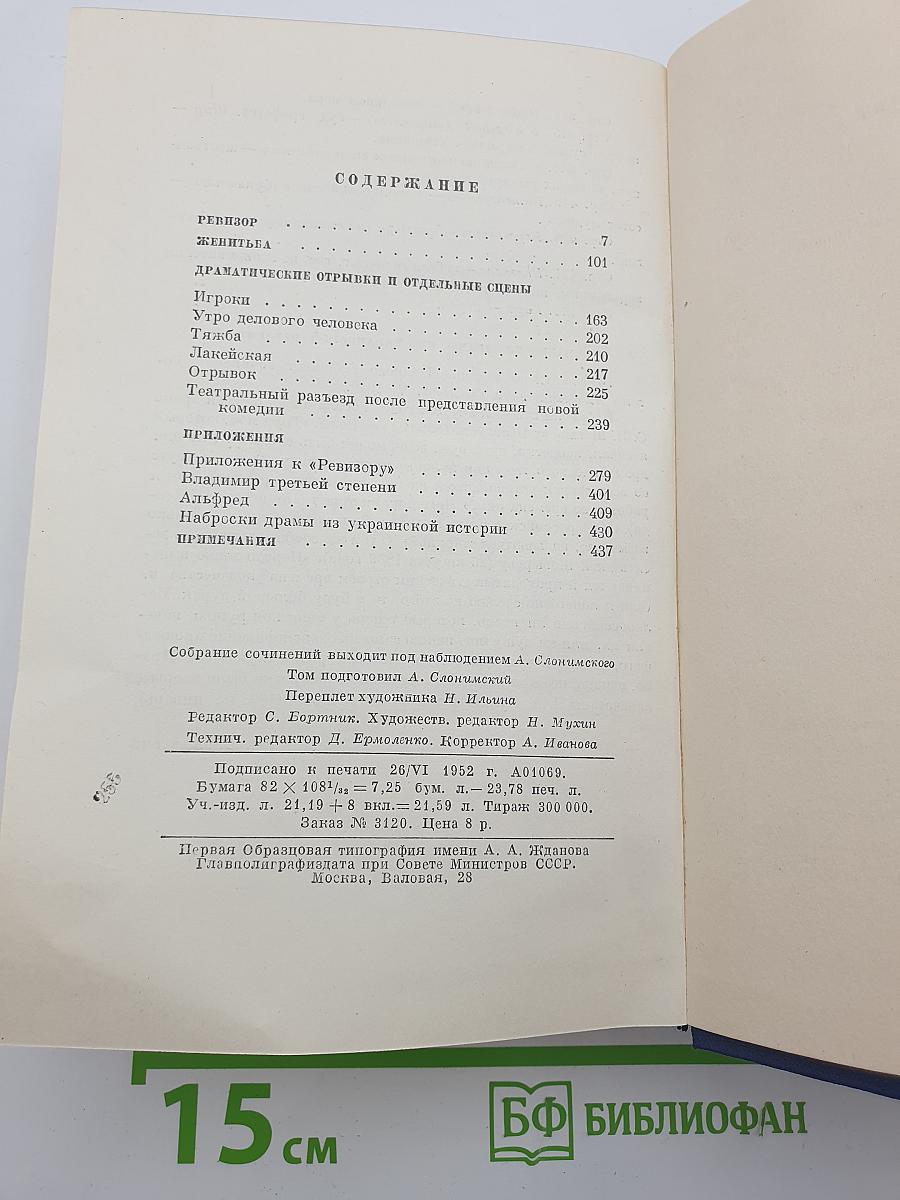 СОДЕРЖАНИЕ
РЕВИЗОР . . . . . . . . . . . . . . . . . . . 7
ЖЕНИТЬБА . . . . . . . . . . . . . . . . . . 101
ДРАМАТИЧЕСКИЕ ОТРЫВКИ И ОТДЕЛЬНЫЕ СЦЕНЫ
Игроки . . . . . . . . . . . . . . . . . . . 163
Утро делового человека . . . . . . . . . . . . 202
Тяжба . . . . . . . . . . . . . . . . . . . 210
Лакейская . . . . . . . . . . . . . . . . . . 217
Отрывок . . . . . . . . . . . . . . . . . . 225
Театральный разъезд после представления новой
комедии . . . . . . . . . . . . . . . . . 239
ПРИЛОЖЕНИЯ
Приложения к «Ревизору» . . . . . . . . . . 279
Владимир третьей степени . . . . . . . . . . 401
Альфред . . . . . . . . . . . . . . . . . . 409
Наброски драмы из украинской истории . . . . 430
ПРИМЕЧАНИЯ . . . . . . . . . . . . . . . . . 437
Собрание сочинений выходит под наблюдением А. Слонимского
Том подготовил А. Слонимский
Переплет художника Н. Ильина
Редактор С. Бортник. Художеств. редактор Н. Мухин
Технич. редактор Д. Ермоленко. Корректор А. Иванова
Подписано к печати 26/VI 1952 г. А01069.
Бумага 82 × 108¹/₃₂ = 7,25 бум. л.— 23,78 печ. л.
Уч.-изд. л. 21,19 + 8 вкл.= 21,59 л. Тираж 300 000.
Заказ № 3120. Цена 8 р.
Первая Образцовая типография имени А. А. Жданова
Главполиграфиздата при Совете Министров СССР.
Москва, Валовая, 28
255
15 см
БФ БИБЛИОФАН